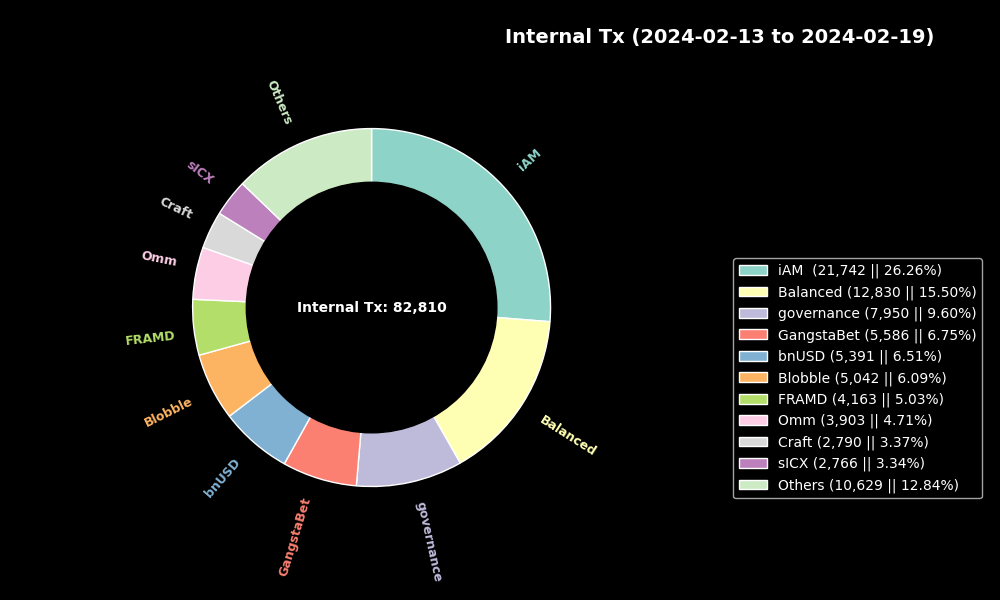 Internal Tx (2024-02-13 to 2024-02-19)
Others
iAM
sICX
Craft
Omm
FRAMD
Blobble
bnUSD
GangstaBet
governance
Balanced
Internal Tx: 82,810
iAM  (21,742 || 26.26%)
Balanced (12,830 || 15.50%)
governance (7,950 || 9.60%)
GangstaBet (5,586 || 6.75%)
bnUSD (5,391 || 6.51%)
Blobble (5,042 || 6.09%)
FRAMD (4,163 || 5.03%)
Omm (3,903 || 4.71%)
Craft (2,790 || 3.37%)
sICX (2,766 || 3.34%)
Others (10,629 || 12.84%)